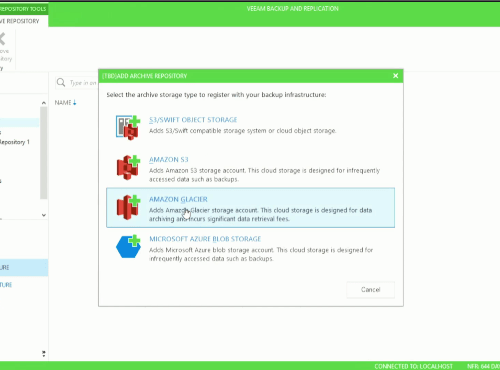 REPOSITORY TOOLS
VEEAM BACKUP AND REPLICATION
VE REPOSITORY
ove
sitory
y
[TBD]ADD ARCHIVE REPOSITORY
Select the archive storage type to register with your backup infrastructure:
Type in an
NAME
S3/SWIFT OBJECT STORAGE
Adds S3/Swift compatible storage system or cloud object storage.
Repository 1
AMAZON S3
Adds Amazon S3 storage account. This cloud storage is designed for infrequently
accessed data such as backups.
AMAZON GLACIER
Adds Amazon Glacier storage account. This cloud storage is designed for data
archiving and incurs significant data retrieval fees.
MICROSOFT AZURE BLOB STORAGE
Adds Microsoft Azure blob storage account. This cloud storage is designed for
infrequently accessed data such as backups.
URE
TURE
Cancel
CONNECTED TO: LOCALHOST
NFR: 644 DA